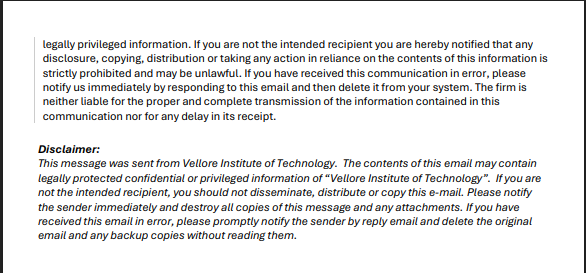 legally privileged information. If you are not the intended recipient you are hereby notified that any
disclosure, copying, distribution or taking any action in reliance on the contents of this information is
strictly prohibited and may be unlawful. If you have received this communication in error, please
notify us immediately by responding to this email and then delete it from your system. The firm is
neither liable for the proper and complete transmission of the information contained in this
communication nor for any delay in its receipt.
Disclaimer:
This message was sent from Vellore Institute of Technology.  The contents of this email may contain
legally protected confidential or privileged information of “Vellore Institute of Technology”.  If you are
not the intended recipient, you should not disseminate, distribute or copy this e-mail. Please notify
the sender immediately and destroy all copies of this message and any attachments. If you have
received this email in error, please promptly notify the sender by reply email and delete the original
email and any backup copies without reading them.